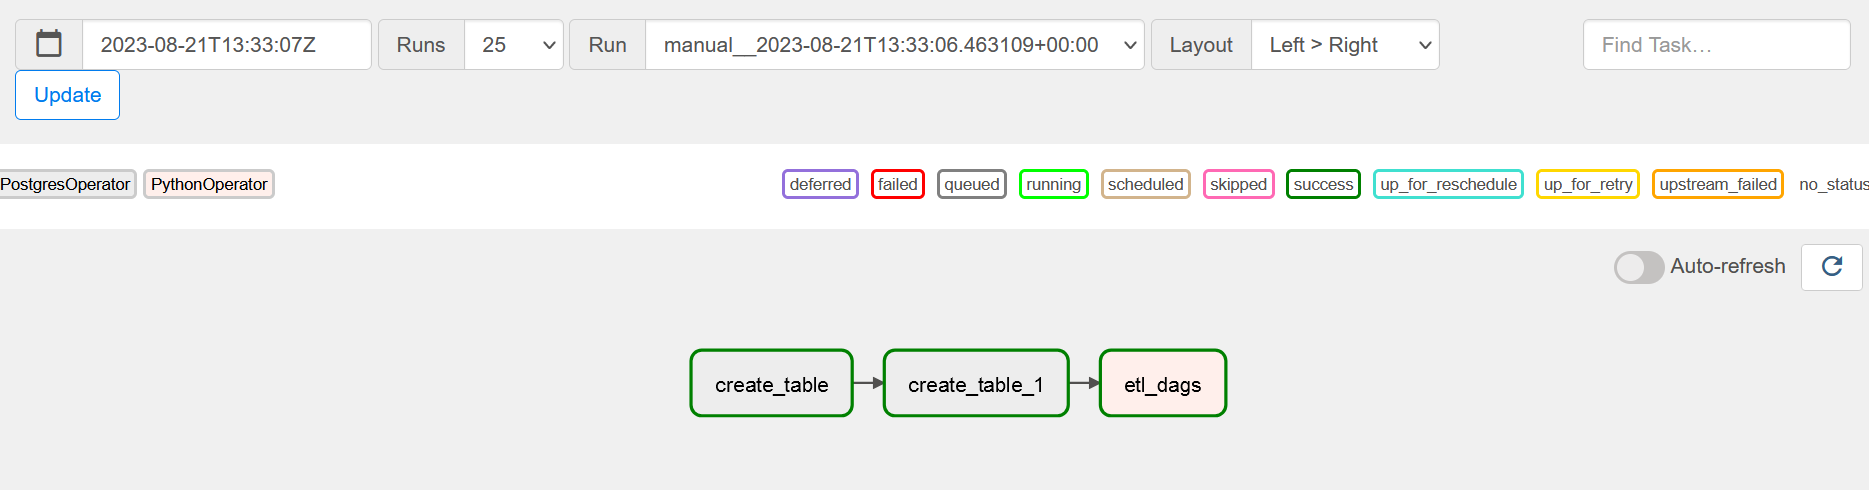 2023-08-21T13:33:07Z Runs 25 Run manual__2023-08-21T13:33:06.463109+00:00 Layout Left > Right Find Task...
Update
PostgresOperator PythonOperator deferred failed queued running scheduled skipped success up_for_reschedule up_for_retry upstream_failed no_status
Auto-refresh
create_table create_table_1 etl_dags